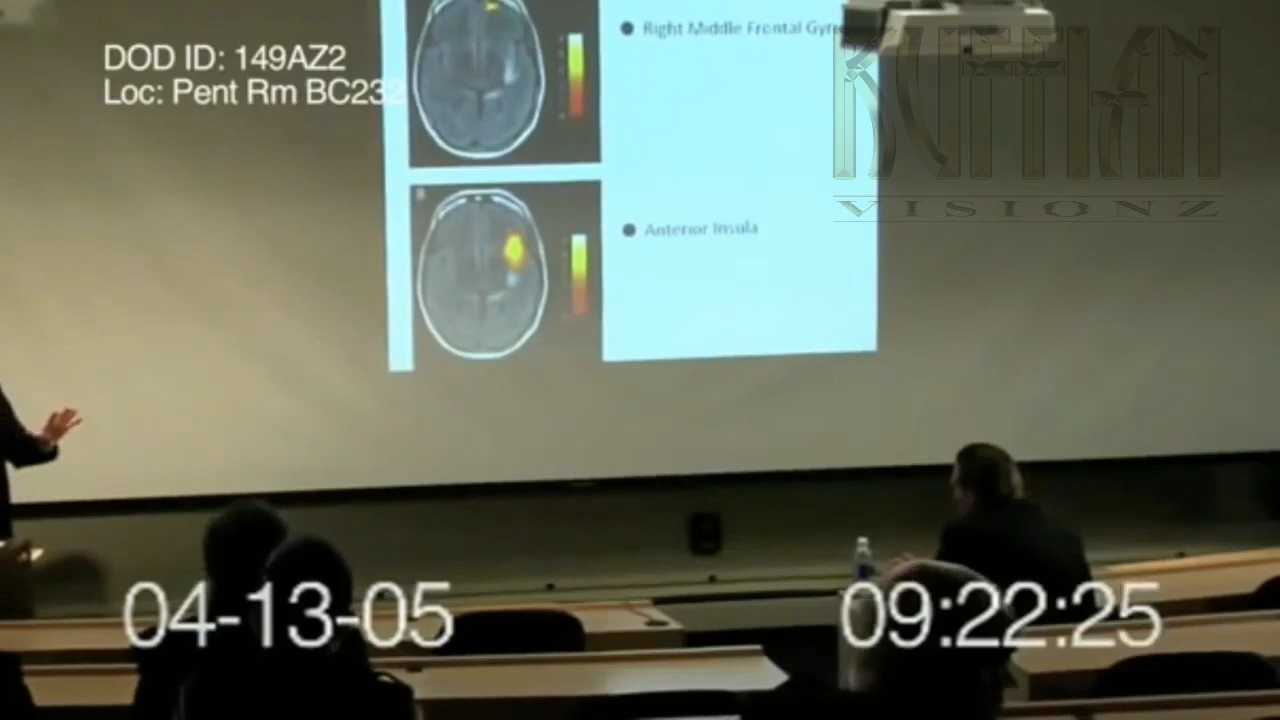 DOD ID: 149AZ2
Loc: Pent Rm BC232
Right Middle Frontal
Anterior Insula
VISIONZ
04-13-05
09:22:25